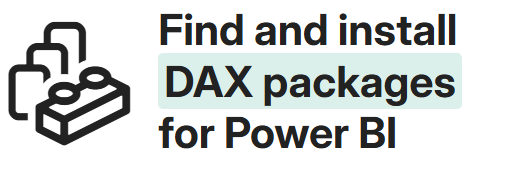 Find and install
DAX packages
for Power BI